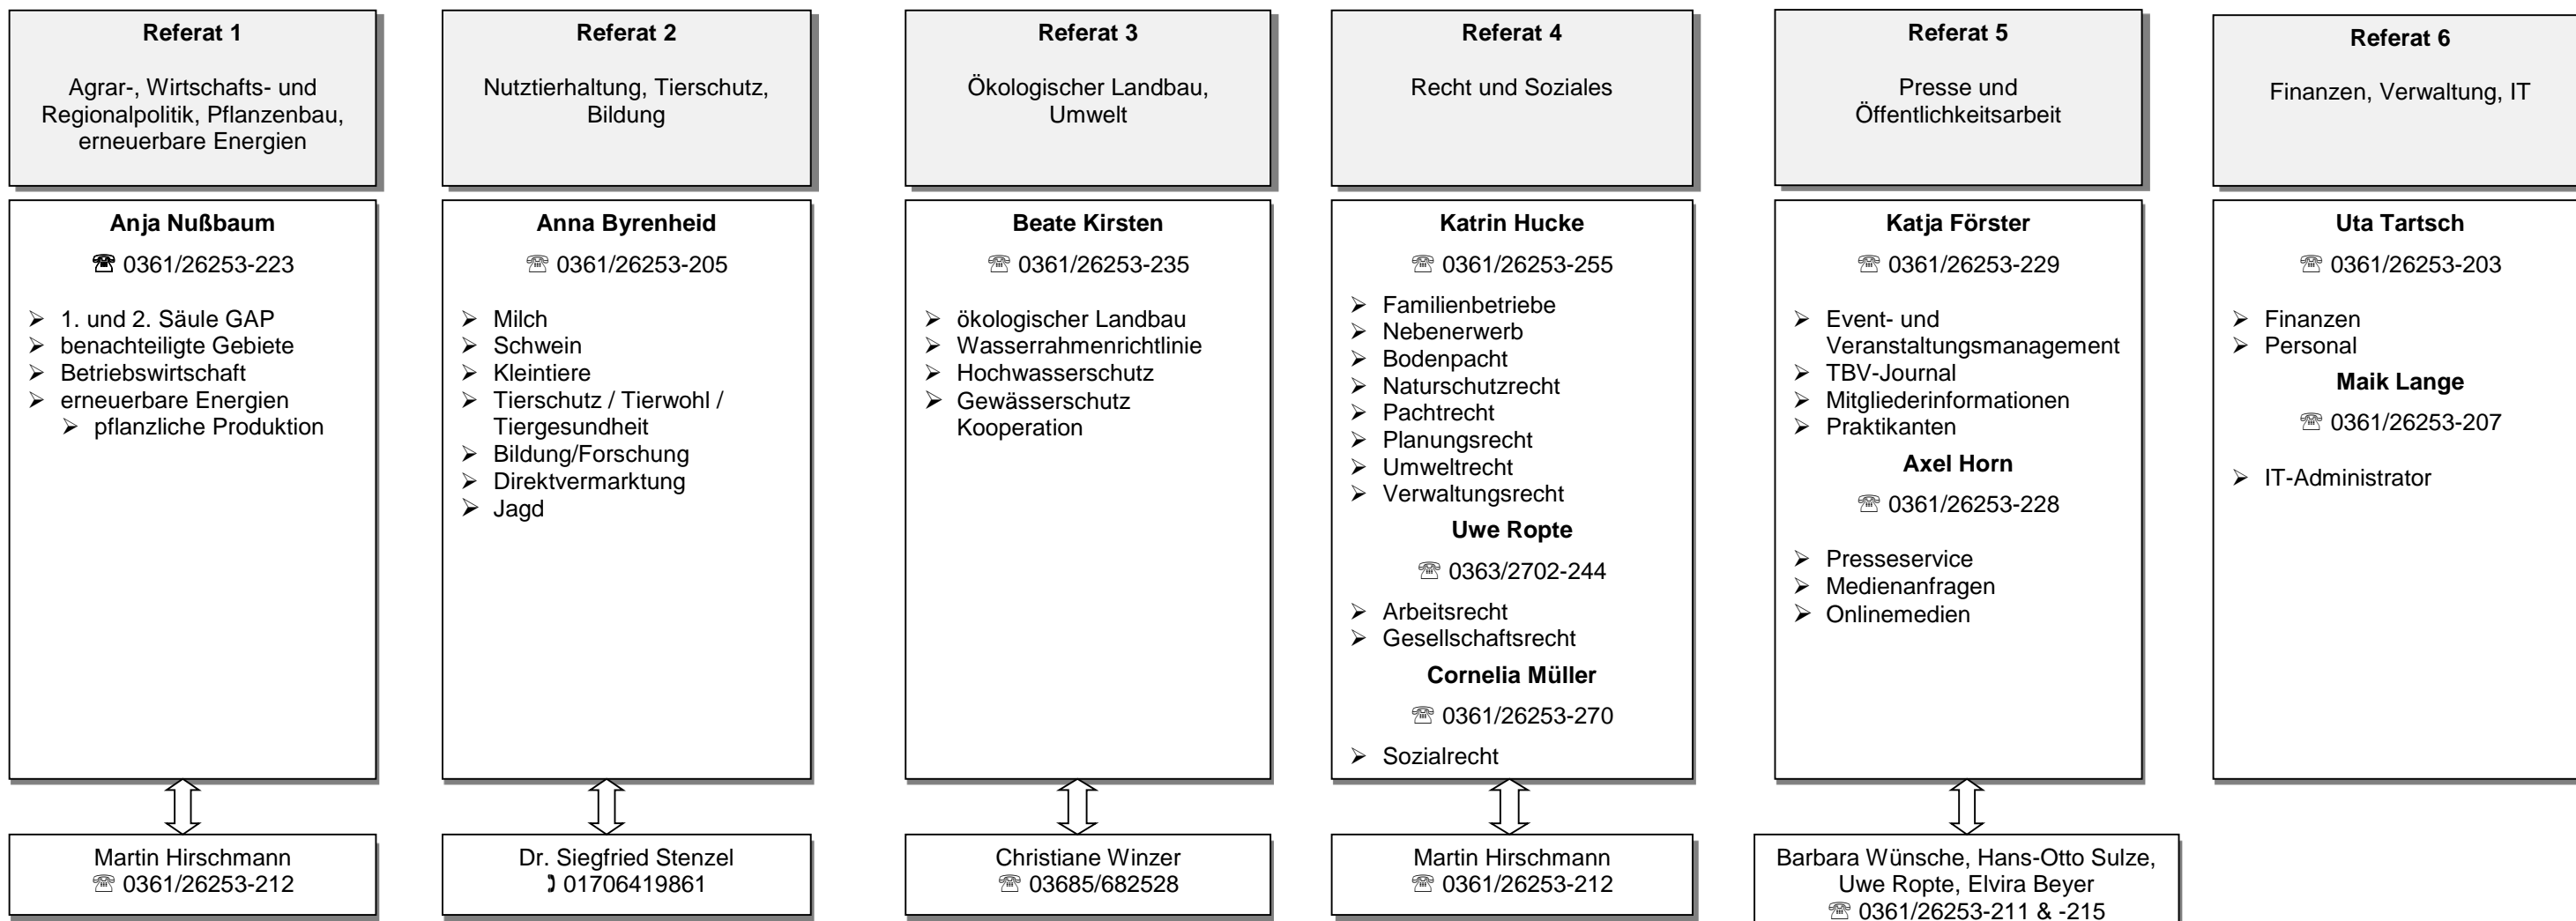 Referat 1
Agrar-, Wirtschafts- und
Regionalpolitik, Pflanzenbau,
erneuerbare Energien
Anja Nußbaum
☎ 0361/26253-223
➢ 1. und 2. Säule GAP
➢ benachteiligte Gebiete
➢ Betriebswirtschaft
➢ erneuerbare Energien
➢ pflanzliche Produktion
Martin Hirschmann
☏ 0361/26253-212
Referat 2
Nutztierhaltung, Tierschutz,
Bildung
Anna Byrenheid
☏ 0361/26253-205
➢ Milch
➢ Schwein
➢ Kleintiere
➢ Tierschutz / Tierwohl /
Tiergesundheit
➢ Bildung/Forschung
➢ Direktvermarktung
➢ Jagd
Dr. Siegfried Stenzel
01706419861
Referat 3
Ökologischer Landbau,
Umwelt
Beate Kirsten
☏ 0361/26253-235
➢ ökologischer Landbau
➢ Wasserrahmenrichtlinie
➢ Hochwasserschutz
➢ Gewässerschutz
Kooperation
Christiane Winzer
☏ 03685/682528
Referat 4
Recht und Soziales
Katrin Hucke
☏ 0361/26253-255
➢ Familienbetriebe
➢ Nebenerwerb
➢ Bodenpacht
➢ Naturschutzrecht
➢ Pachtrecht
➢ Planungsrecht
➢ Umweltrecht
➢ Verwaltungsrecht
Uwe Ropte
☏ 0363/2702-244
➢ Arbeitsrecht
➢ Gesellschaftsrecht
Cornelia Müller
☏ 0361/26253-270
➢ Sozialrecht
Martin Hirschmann
☏ 0361/26253-212
Referat 5
Presse und
Öffentlichkeitsarbeit
Katja Förster
☏ 0361/26253-229
➢ Event- und
Veranstaltungsmanagement
➢ TBV-Journal
➢ Mitgliederinformationen
➢ Praktikanten
Axel Horn
☏ 0361/26253-228
➢ Presseservice
➢ Medienanfragen
➢ Onlinemedien
Barbara Wünsche, Hans-Otto Sulze,
Uwe Ropte, Elvira Beyer
☏ 0361/26253-211 & -215
Referat 6
Finanzen, Verwaltung, IT
Uta Tartsch
☏ 0361/26253-203
➢ Finanzen
➢ Personal
Maik Lange
☏ 0361/26253-207
➢ IT-Administrator